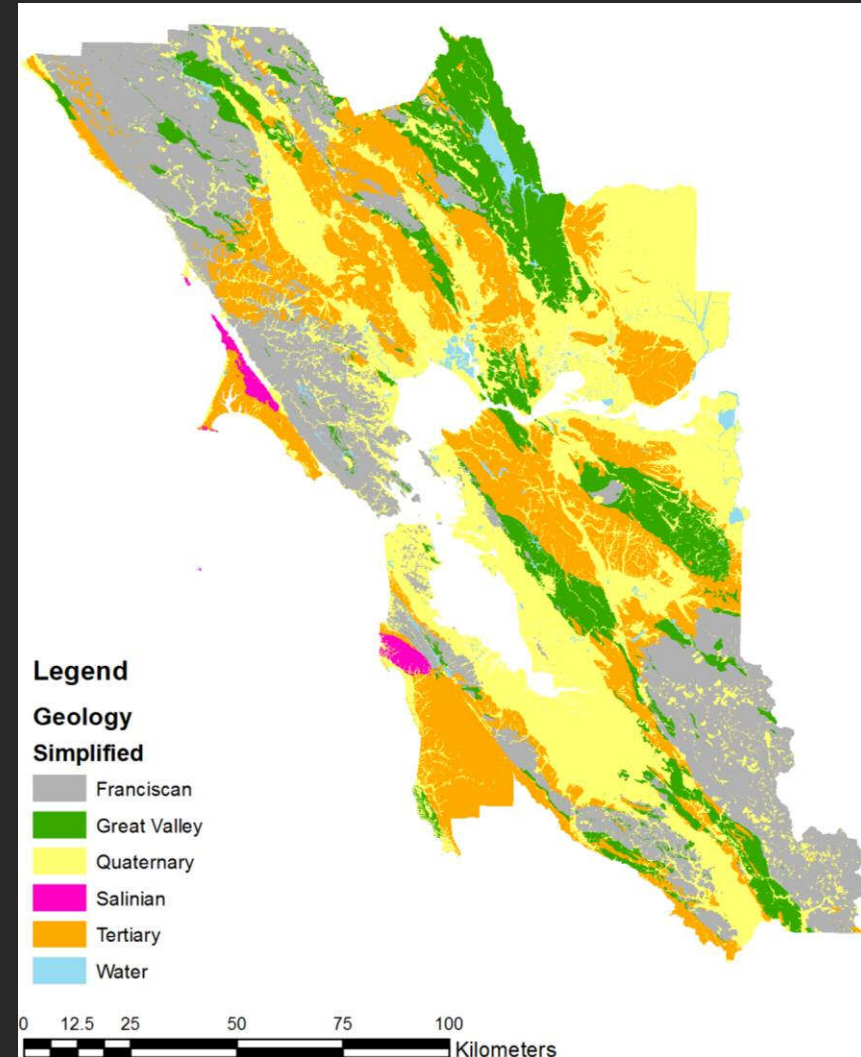 Legend
Geology
Simplified
Franciscan
Great Valley
Quaternary
Salinian
Tertiary
Water
0 12.5 25 50 75 100
Kilometers